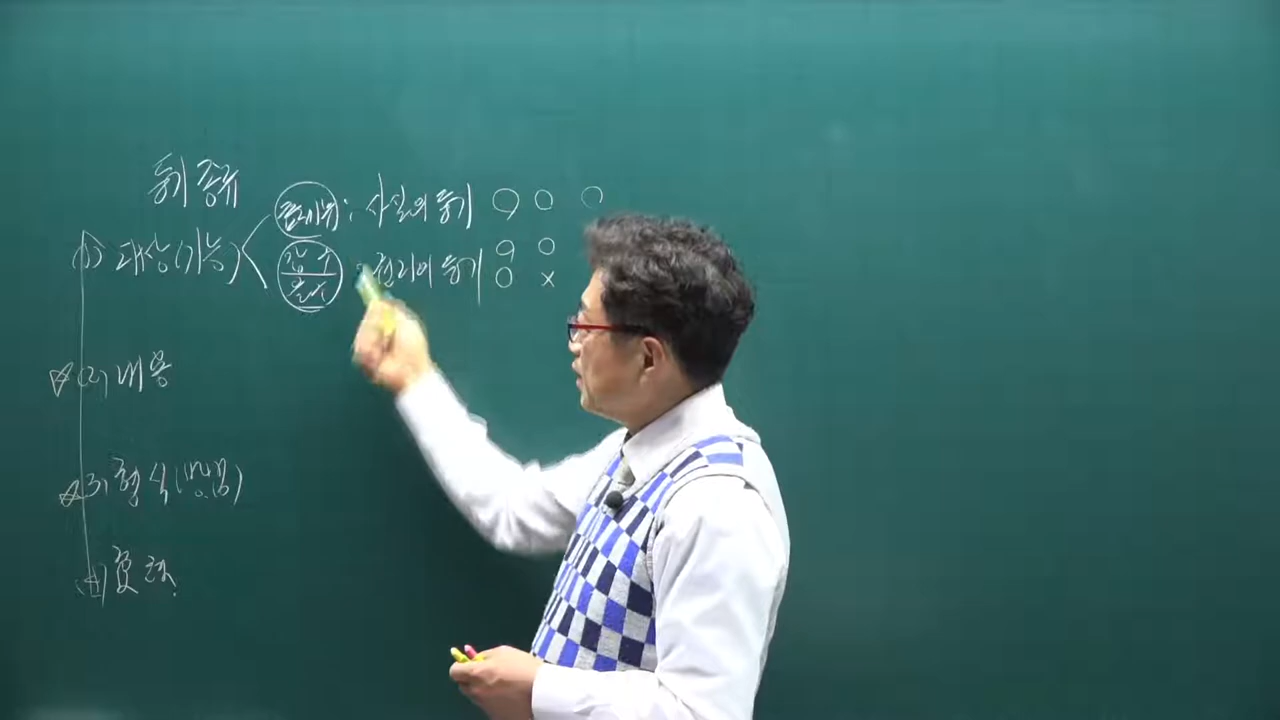 등기 종류
(1) 대상(기능) 표제부 : 사실의 등기 ○ ○ ○
갑구 : 권리의 등기 ○ ○
을구 ○ ×
☆(2) 내용
☆(3) 형식(방법)
(4) 효력.